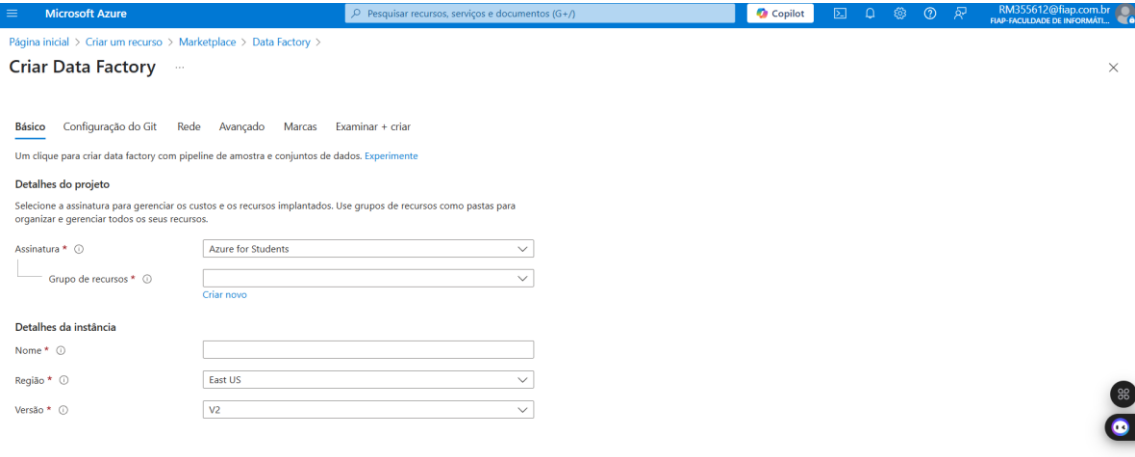 Microsoft Azure
Pesquisar recursos, serviços e documentos (G+/)
Copilot
RM355612@fiap.com.br
FIAP-FACULDADE DE INFORMÁTI...
Página inicial > Criar um recurso > Marketplace > Data Factory >
Criar Data Factory ...
Básico Configuração do Git Rede Avançado Marcas Examinar + criar
Um clique para criar data factory com pipeline de amostra e conjuntos de dados. Experimente
Detalhes do projeto
Selecione a assinatura para gerenciar os custos e os recursos implantados. Use grupos de recursos como pastas para
organizar e gerenciar todos os seus recursos.
Assinatura * Azure for Students
Grupo de recursos *
Criar novo
Detalhes da instância
Nome *
Região * East US
Versão * V2